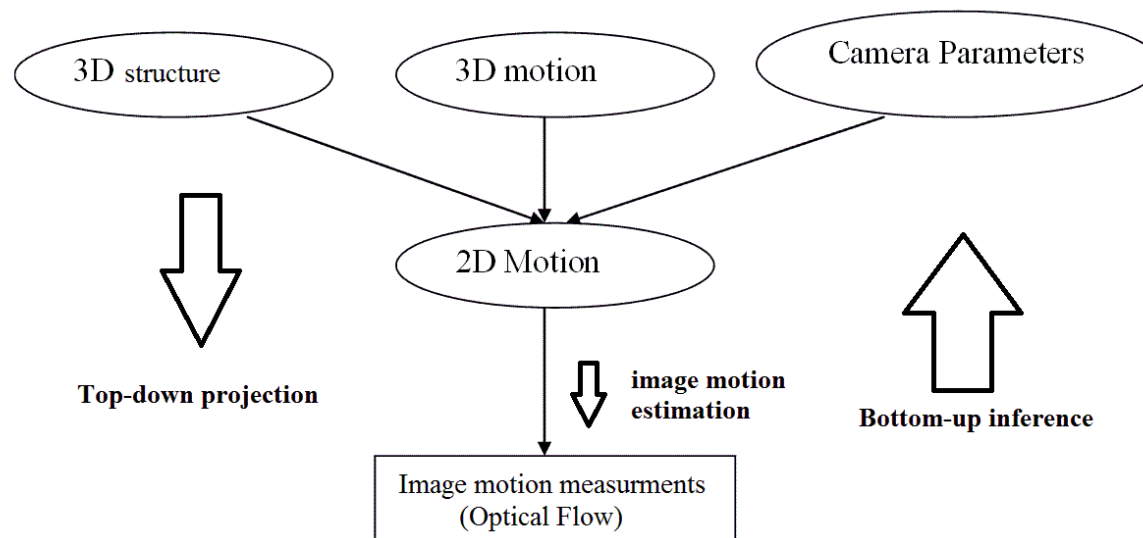 3D structure
3D motion
Camera Parameters
2D Motion
Top-down projection
image motion
estimation
Bottom-up inference
Image motion measurments
(Optical Flow)